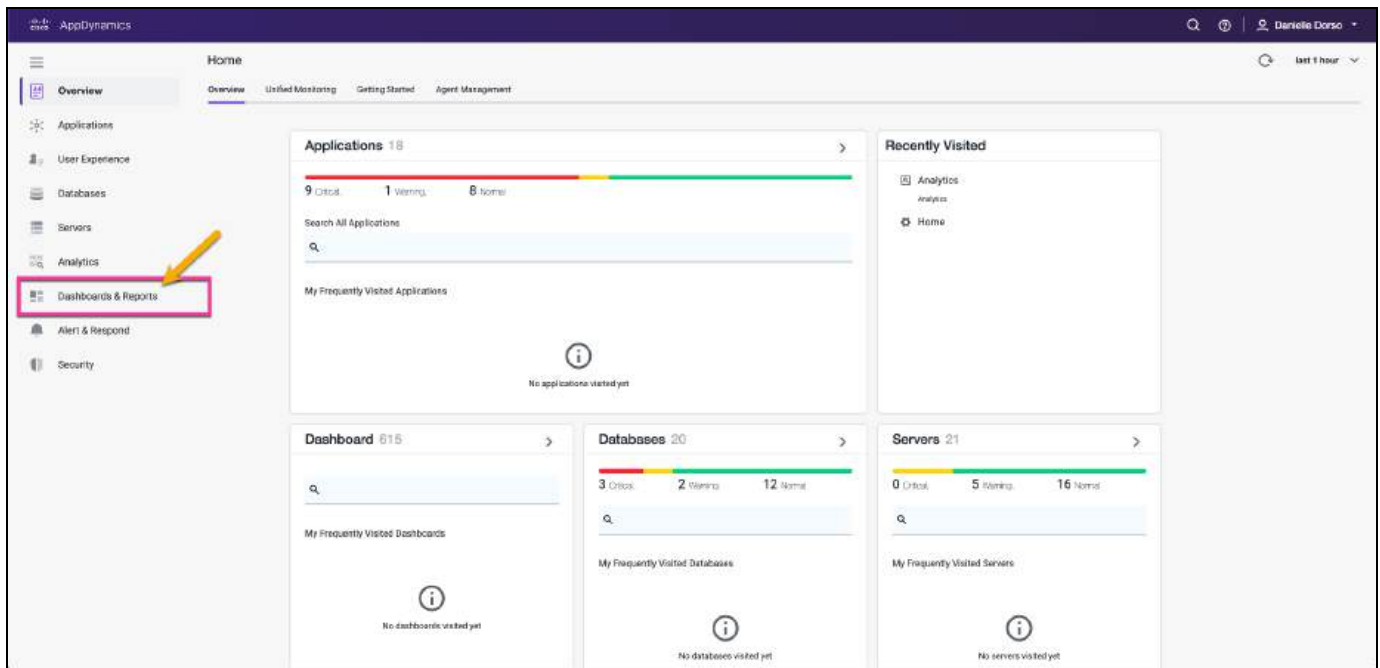 cisco AppDynamics
Danielle Dorso
Home
last 1 hour
Overview
Unified Monitoring
Getting Started
Agent Management
Overview
Applications
User Experience
Databases
Servers
Analytics
Dashboards & Reports
Alert & Respond
Security
Applications 18
9 Critical, 1 Warning, 8 Normal
Search All Applications
My Frequently Visited Applications
No applications visited yet
Recently Visited
Analytics
Analytics
Home
Dashboard 615
My Frequently Visited Dashboards
No dashboards visited yet
Databases 20
3 Critical, 2 Warning, 12 Normal
My Frequently Visited Databases
No databases visited yet
Servers 21
0 Critical, 5 Warning, 16 Normal
My Frequently Visited Servers
No servers visited yet